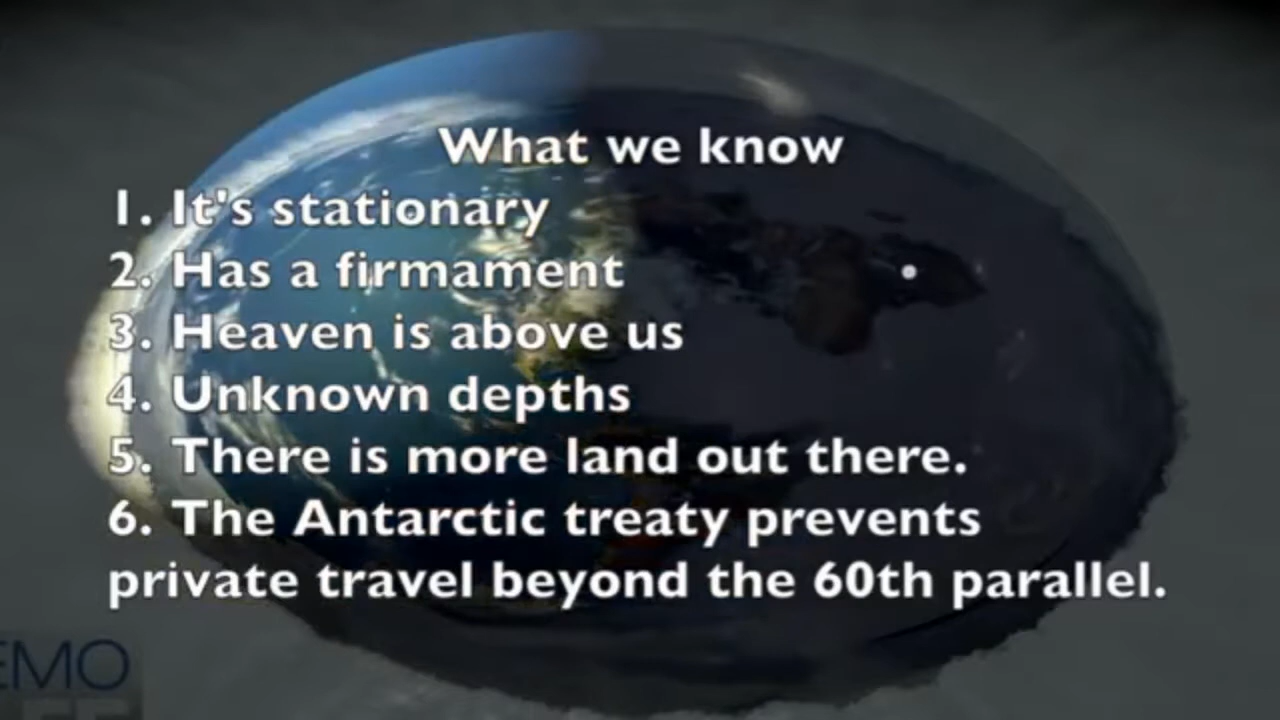 What we know
1. It's stationary
2. Has a firmament
3. Heaven is above us
4. Unknown depths
5. There is more land out there.
6. The Antarctic treaty prevents
private travel beyond the 60th parallel.
EMO